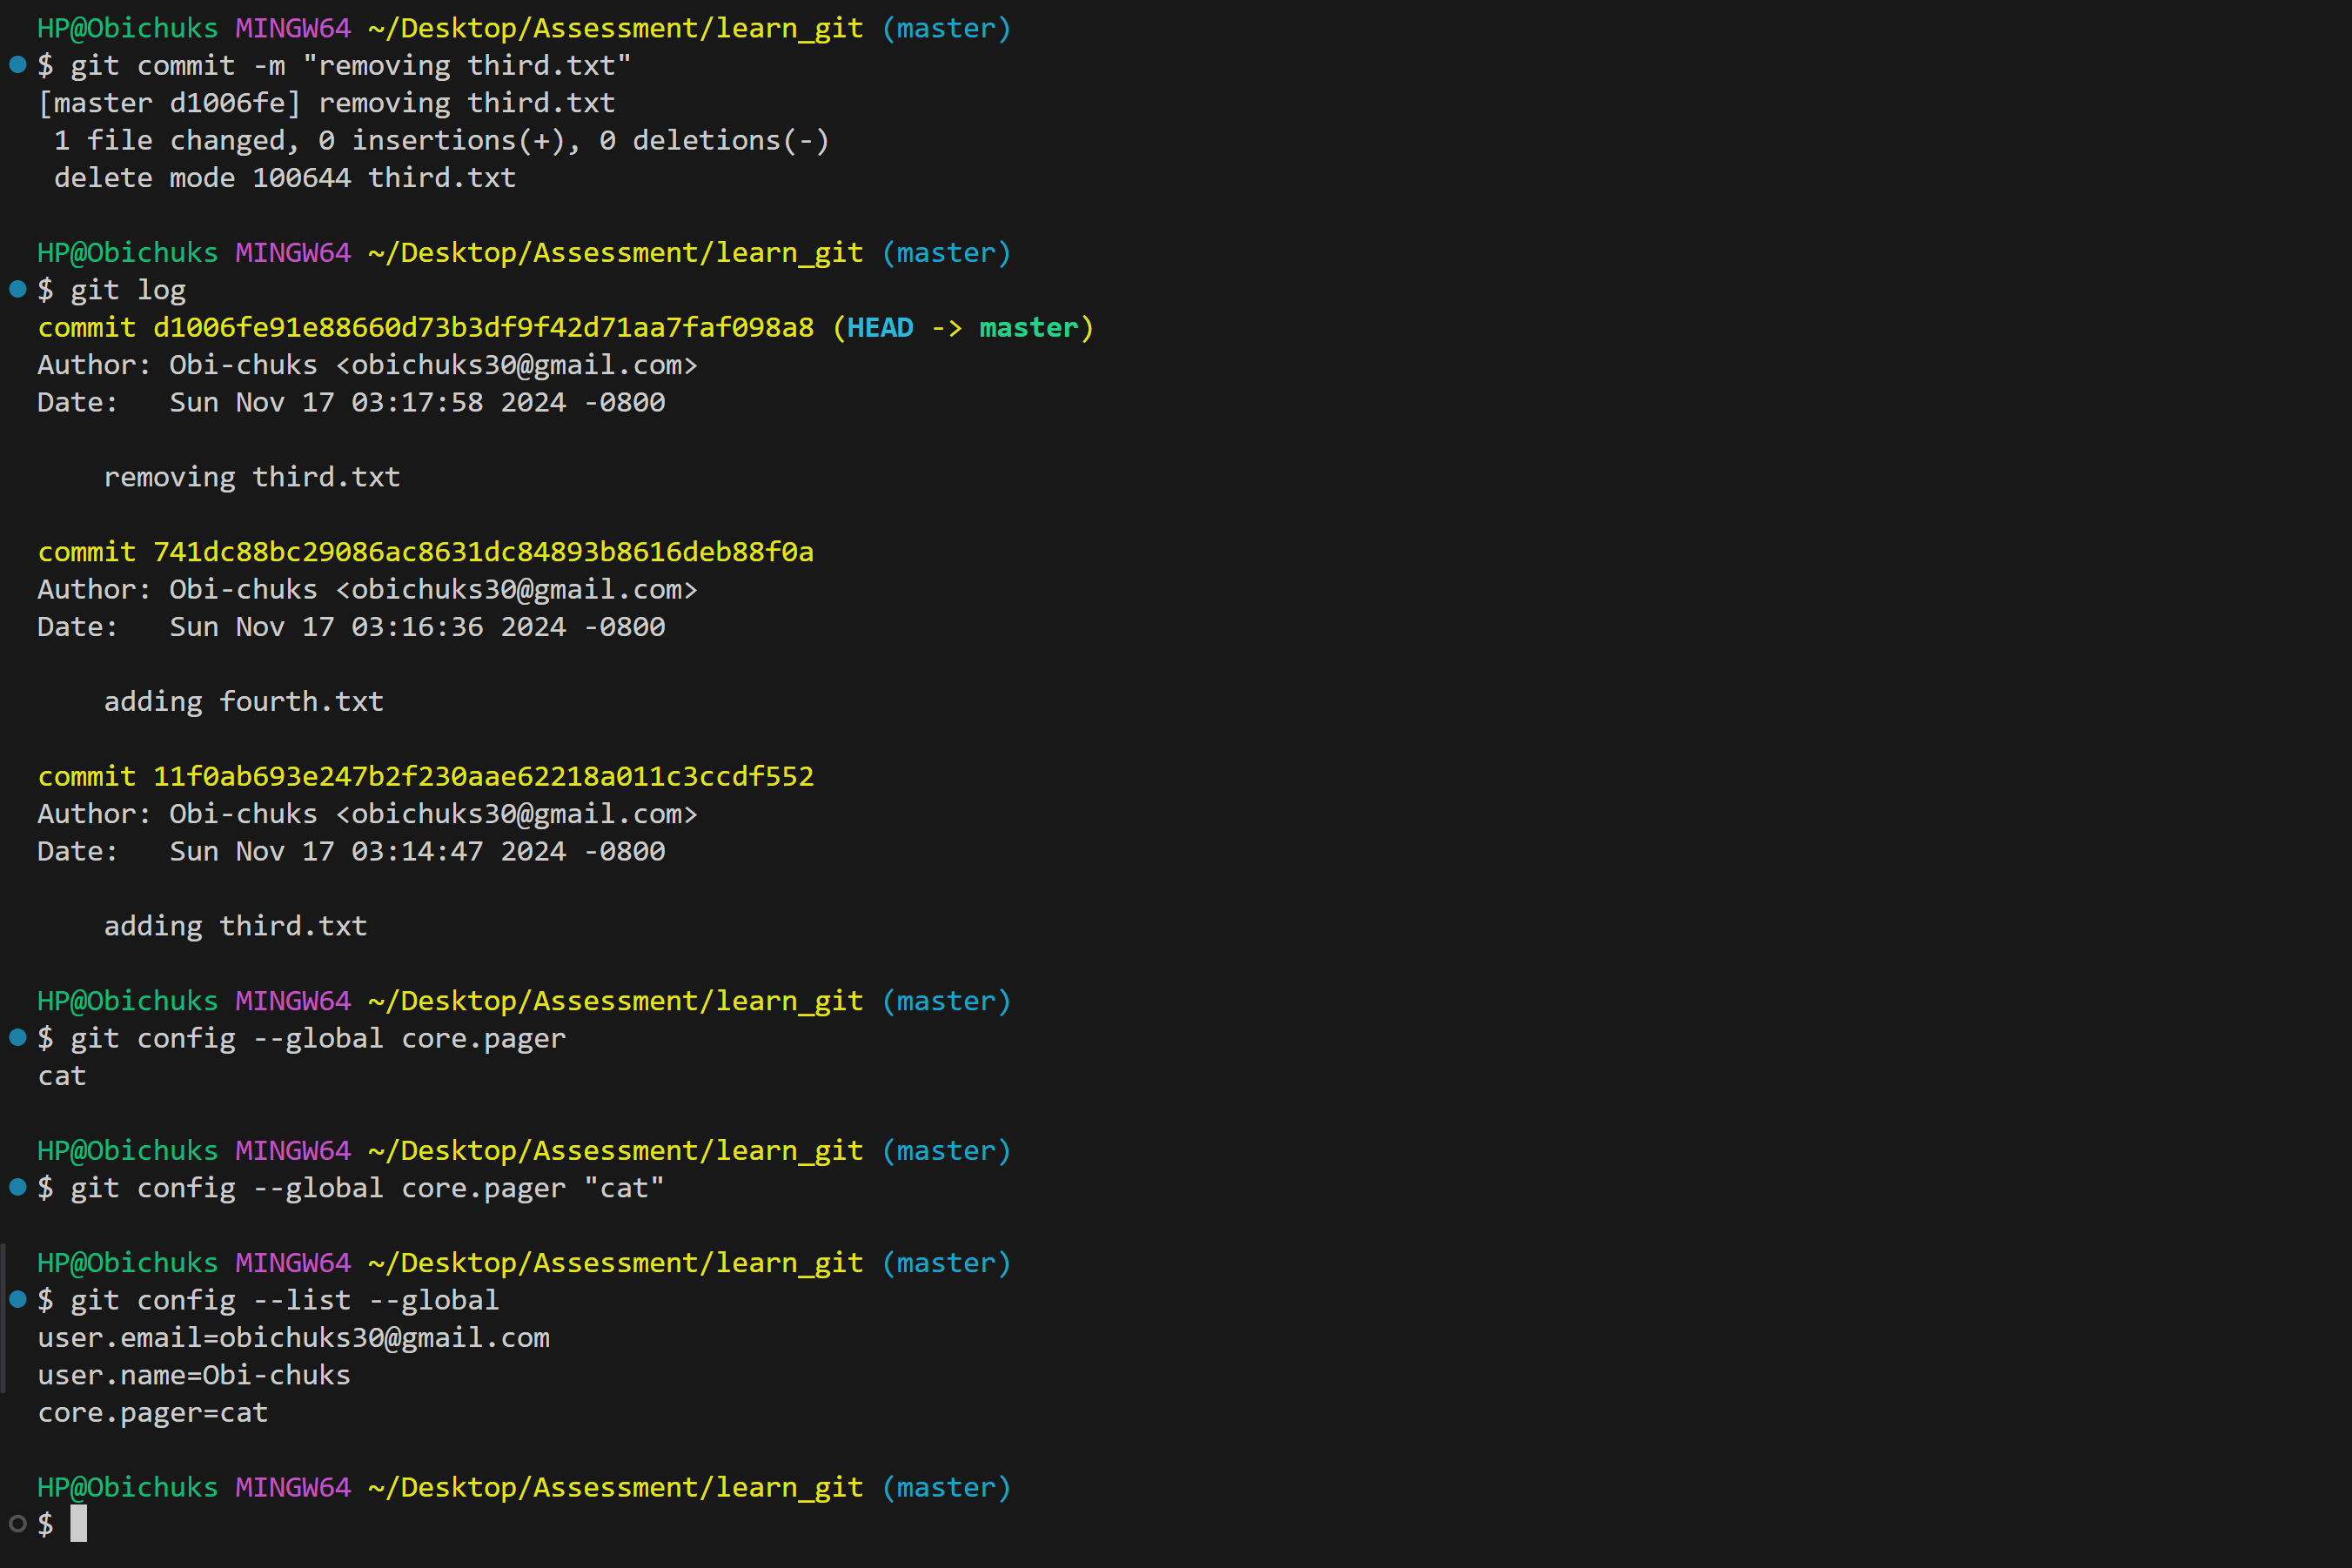 HP@Obichuks MINGW64 ~/Desktop/Assessment/learn_git (master)
$ git commit -m "removing third.txt"
[master d1006fe] removing third.txt
 1 file changed, 0 insertions(+), 0 deletions(-)
 delete mode 100644 third.txt

HP@Obichuks MINGW64 ~/Desktop/Assessment/learn_git (master)
$ git log
commit d1006fe91e88660d73b3df9f42d71aa7faf098a8 (HEAD -> master)
Author: Obi-chuks <obichuks30@gmail.com>
Date:   Sun Nov 17 03:17:58 2024 -0800

    removing third.txt

commit 741dc88bc29086ac8631dc84893b8616deb88f0a
Author: Obi-chuks <obichuks30@gmail.com>
Date:   Sun Nov 17 03:16:36 2024 -0800

    adding fourth.txt

commit 11f0ab693e247b2f230aae62218a011c3ccdf552
Author: Obi-chuks <obichuks30@gmail.com>
Date:   Sun Nov 17 03:14:47 2024 -0800

    adding third.txt

HP@Obichuks MINGW64 ~/Desktop/Assessment/learn_git (master)
$ git config --global core.pager
cat

HP@Obichuks MINGW64 ~/Desktop/Assessment/learn_git (master)
$ git config --global core.pager "cat"

HP@Obichuks MINGW64 ~/Desktop/Assessment/learn_git (master)
$ git config --list --global
user.email=obichuks30@gmail.com
user.name=Obi-chuks
core.pager=cat

HP@Obichuks MINGW64 ~/Desktop/Assessment/learn_git (master)
$